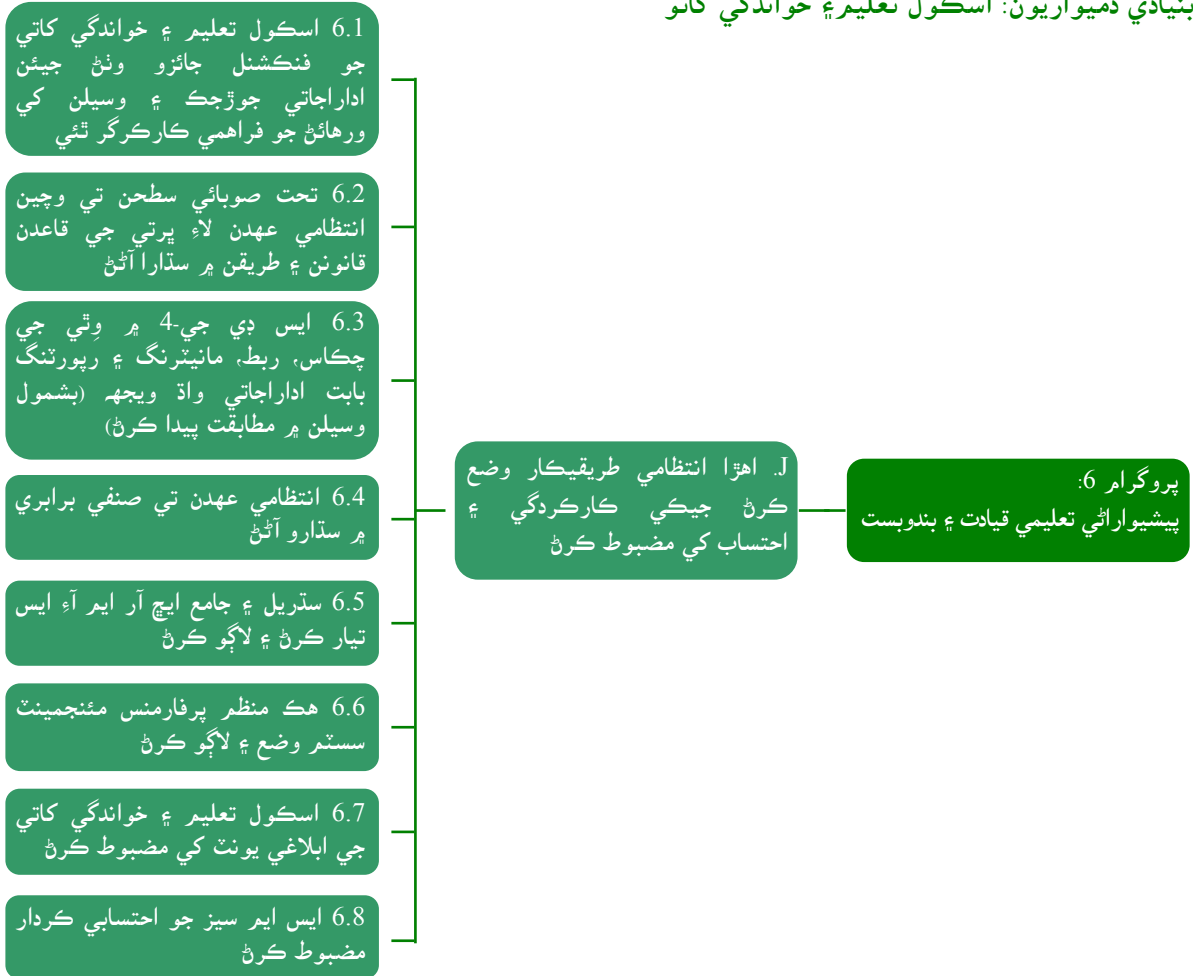 بنيادي ذميواريون: اسڪول تعليم۽ خواندگي کاتو
پروگرام 6:
پيشيوراڻي تعليمي قيادت ۽ بندوبست
J. اهڙا انتظامي طريقيڪار وضع
ڪرڻ جيڪي ڪارڪردگي ۽
احتساب کي مضبوط ڪرڻ
6.1 اسڪول تعليم ۽ خواندگي کاتي
جو فنڪشنل جائزو وٺڻ جيئن
اداراجاتي جوڙجڪ ۽ وسيلن کي
ورهائڻ جو فراهمي ڪارڪرگر ٿئي
6.2 تحت صوبائي سطحن تي وچين
انتظامي عهدن لاءِ ڀرتي جي قاعدن
قانونن ۽ طريقن ۾ سڌارا آڻڻ
6.3 ايس ڊي جي-4 ۾ وِٿي جي
چڪاس، ربط، مانيٽرنگ ۽ رپورٽنگ
بابت اداراجاتي واڌ ويجهہ (بشمول
وسيلن ۾ مطابقت پيدا ڪرڻ)
6.4 انتظامي عهدن تي صنفي برابري
۾ سڌارو آڻڻ
6.5 سڌريل ۽ جامع ايڇ آر ايم آءِ ايس
تيار ڪرڻ ۽ لاڳو ڪرڻ
6.6 هڪ منظم پرفارمنس مئنجمينٽ
سسٽم وضع ۽ لاڳو ڪرڻ
6.7 اسڪول تعليم ۽ خواندگي کاتي
جي ابلاغي يونٽ کي مضبوط ڪرڻ
6.8 ايس ايم سيز جو احتسابي ڪردار
مضبوط ڪرڻ